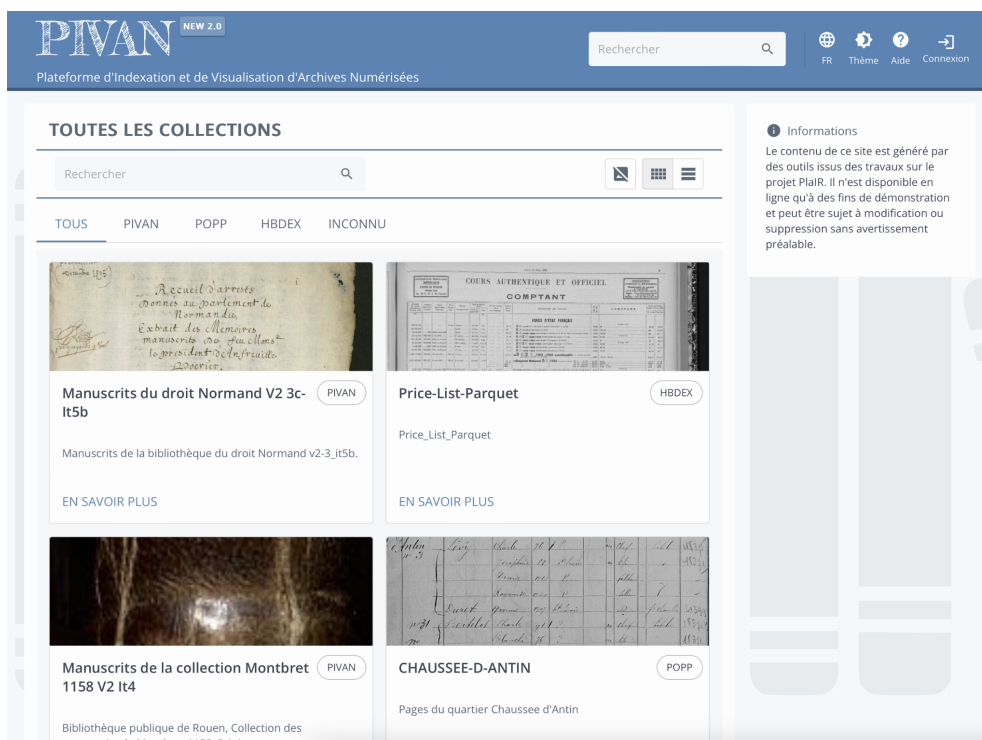 PIVAN NEW 2.0
Plateforme d'Indexation et de Visualisation d'Archives Numérisées
Rechercher
FR Thème Aide Connexion
TOUTES LES COLLECTIONS
Rechercher
TOUS PIVAN POPP HBDEX INCONNU
Recueil d'arrests
donnés au parlement de
Normandie,
Extrait des Mémoires
manuscrits
COURS AUTHENTIQUE ET OFFICIEL
COMPTANT
Manuscrits du droit Normand V2 3c-
It5b
PIVAN
Manuscrits de la bibliothèque du droit Normand v2-3_it5b.
EN SAVOIR PLUS
Price-List-Parquet
HBDEX
Price_List_Parquet
EN SAVOIR PLUS
Manuscrits de la collection Montbret
1158 V2 It4
PIVAN
Bibliothèque publique de Rouen, Collection des
CHAUSSEE-D-ANTIN
POPP
Pages du quartier Chaussee d'Antin
Informations
Le contenu de ce site est généré par
des outils issus des travaux sur le
projet PlaIR. Il n'est disponible en
ligne qu'à des fins de démonstration
et peut être sujet à modification ou
suppression sans avertissement
préalable.